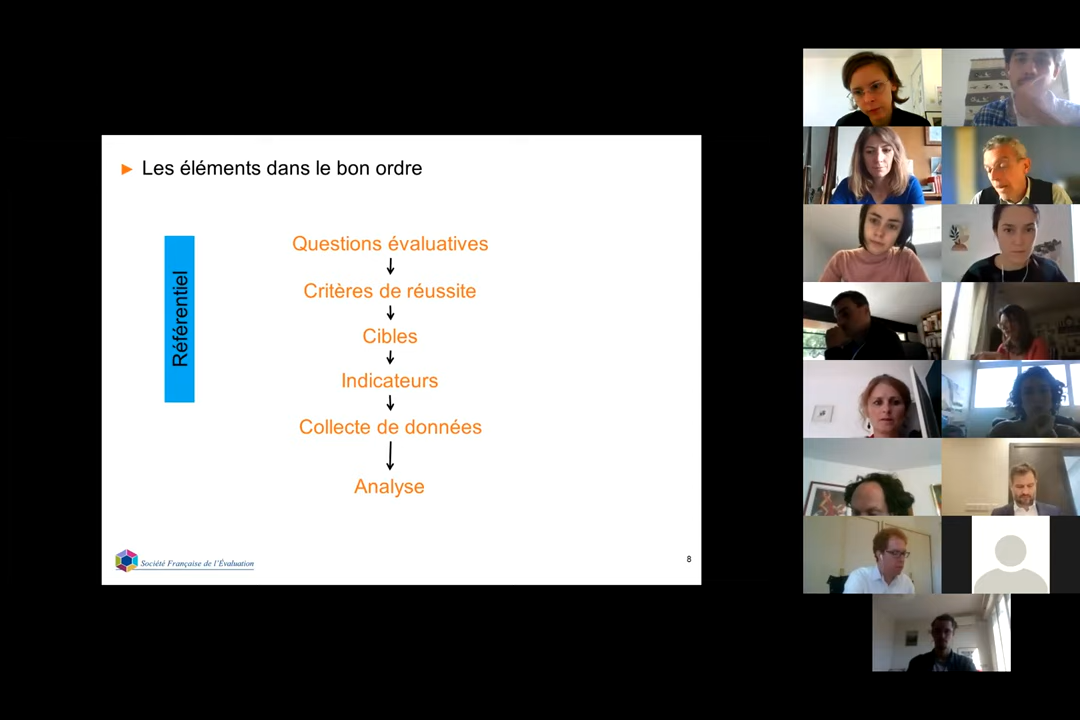 ► Les éléments dans le bon ordre
Référentiel
Questions évaluatives
Critères de réussite
Cibles
Indicateurs
Collecte de données
Analyse
Société Française de l'Évaluation
8